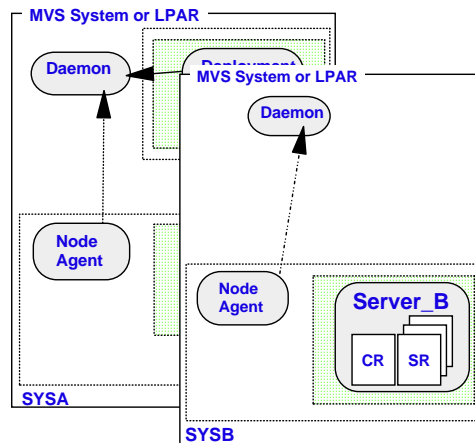 MVS System or LPAR
Daemon
MVS System or LPAR
Daemon
Node
Agent
Node
Agent
Server_B
CR
SR
SYSA
SYSB